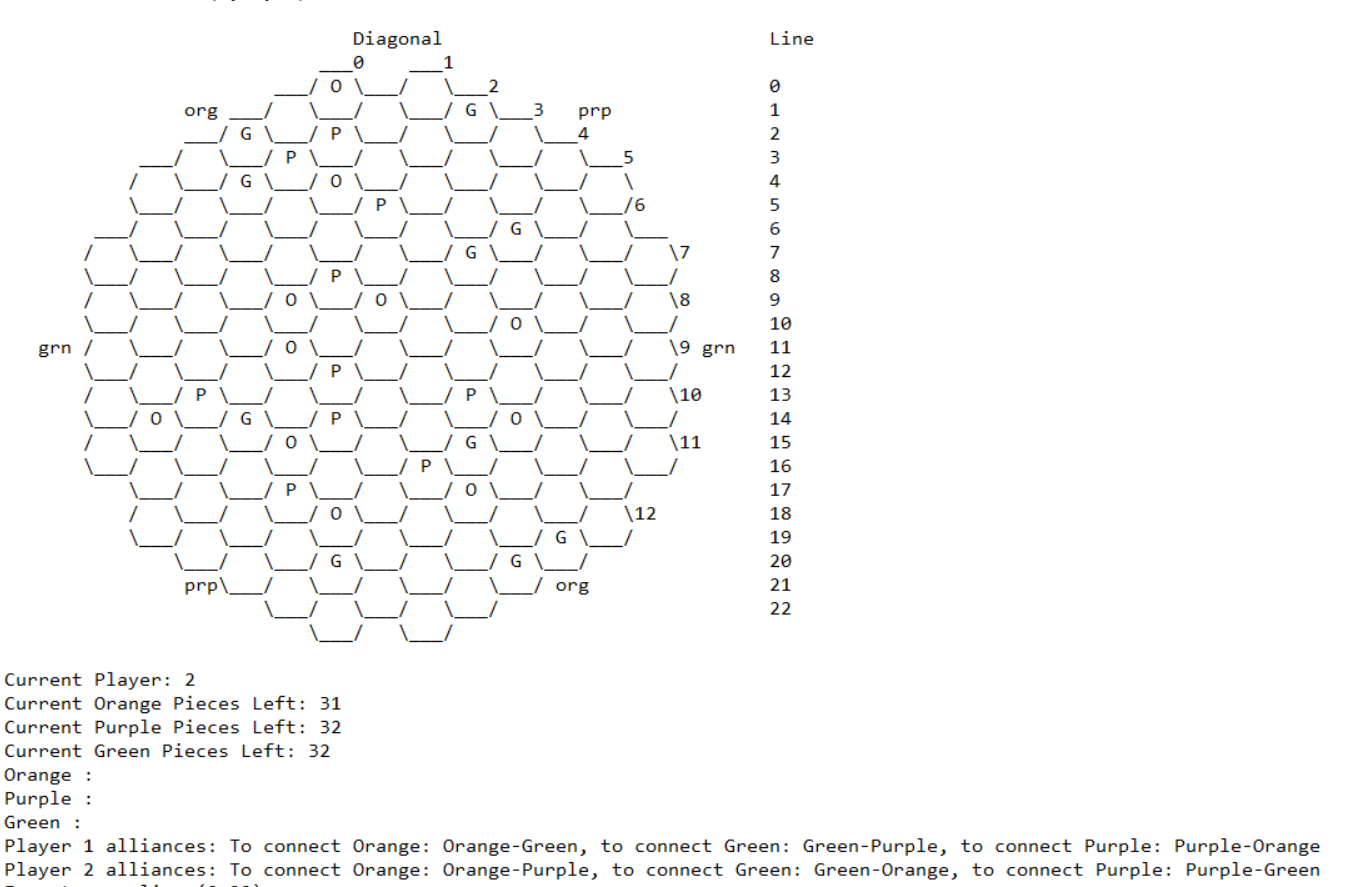 Diagonal Line
0 1
O 2 0
org G 3 prp 1
G P 4 2
P 5 3
G O 4
P 6 5
G 6
G 7 7
P 8
O O 8 9
O 10
grn O 9 grn 11
P 12
P P 10 13
O G P O 14
O G 11 15
P 16
P O 17
O 12 18
G 19
G G 20
prp org 21
22
Current Player: 2
Current Orange Pieces Left: 31
Current Purple Pieces Left: 32
Current Green Pieces Left: 32
Orange :
Purple :
Green :
Player 1 alliances: To connect Orange: Orange-Green, to connect Green: Green-Purple, to connect Purple: Purple-Orange
Player 2 alliances: To connect Orange: Orange-Purple, to connect Green: Green-Orange, to connect Purple: Purple-Green